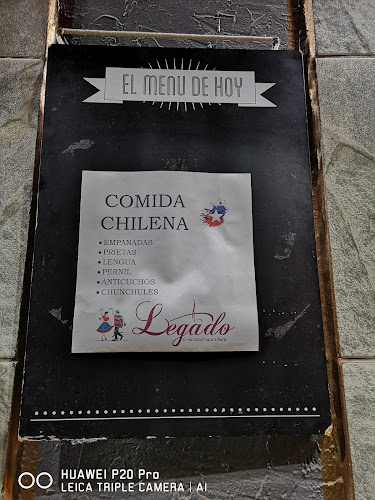 EL MENU DE HOY
COMIDA
CHILENA
• EMPANADAS
• PRIETAS
• LENGUA
• PERNIL
• ANTICUCHOS
• CHUNCHULES
Legado
HUAWEI P20 Pro
LEICA TRIPLE CAMERA | AI